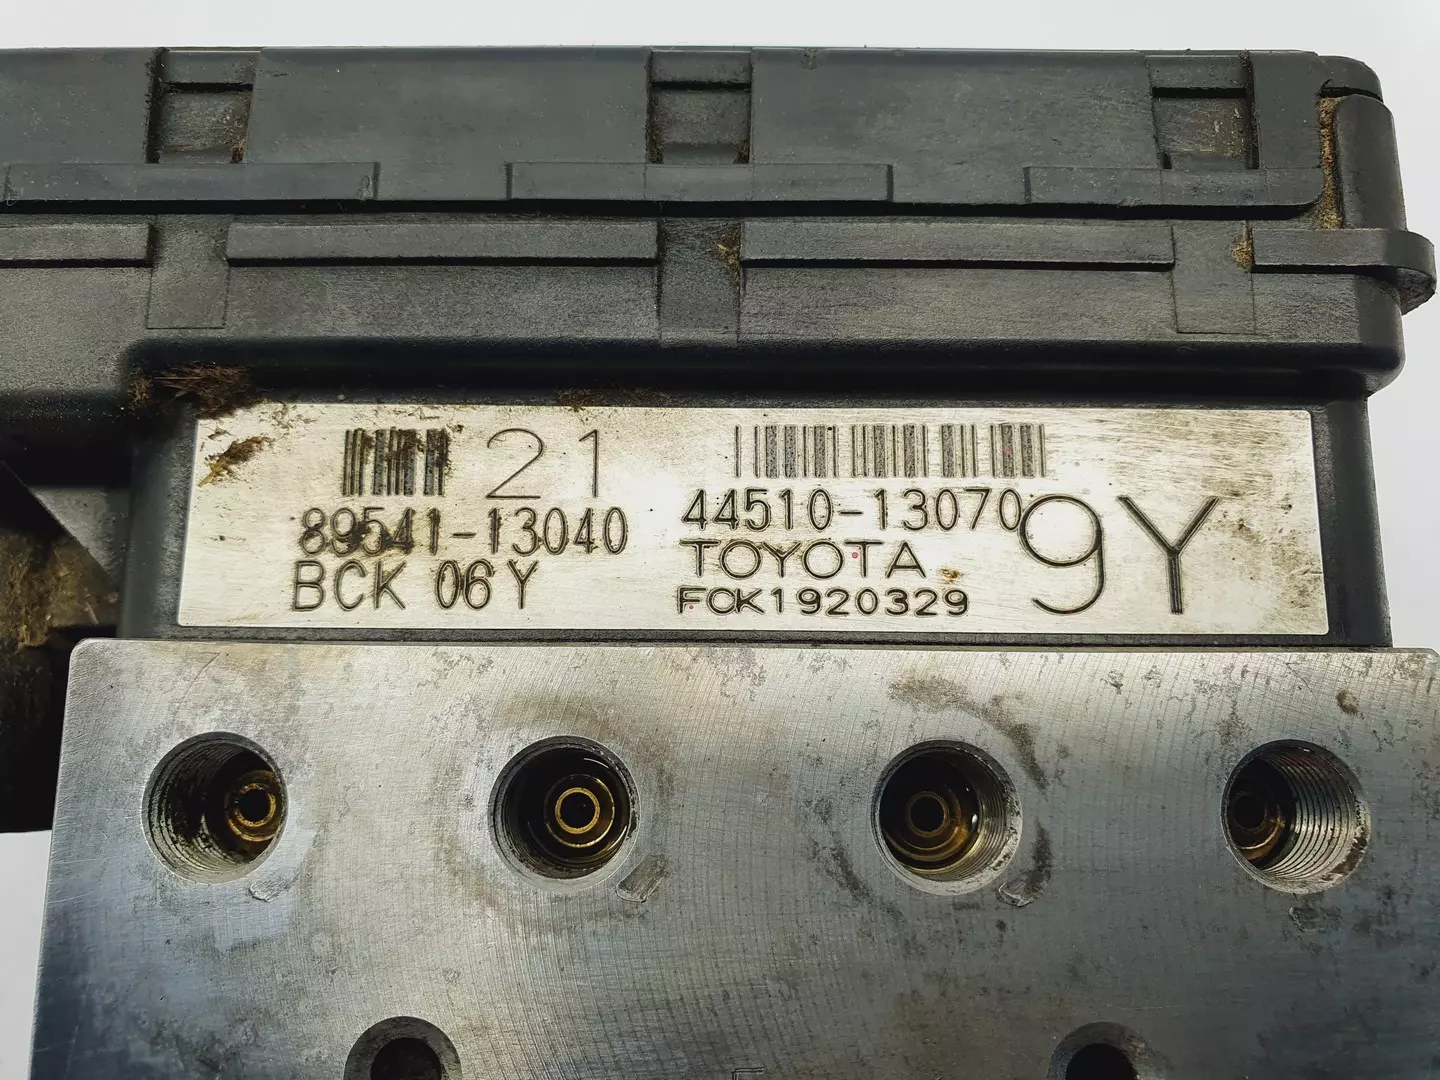 21
89541-13040
BCK 06Y
44510-13070
TOYOTA
FCK1920329
9Y